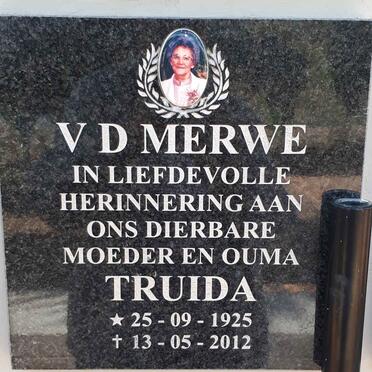 V D MERWE
IN LIEFDEVOLLE
HERINNERING AAN
ONS DIERBARE
MOEDER EN OUMA
TRUIDA
★ 25 - 09 - 1925
✝ 13 - 05 - 2012